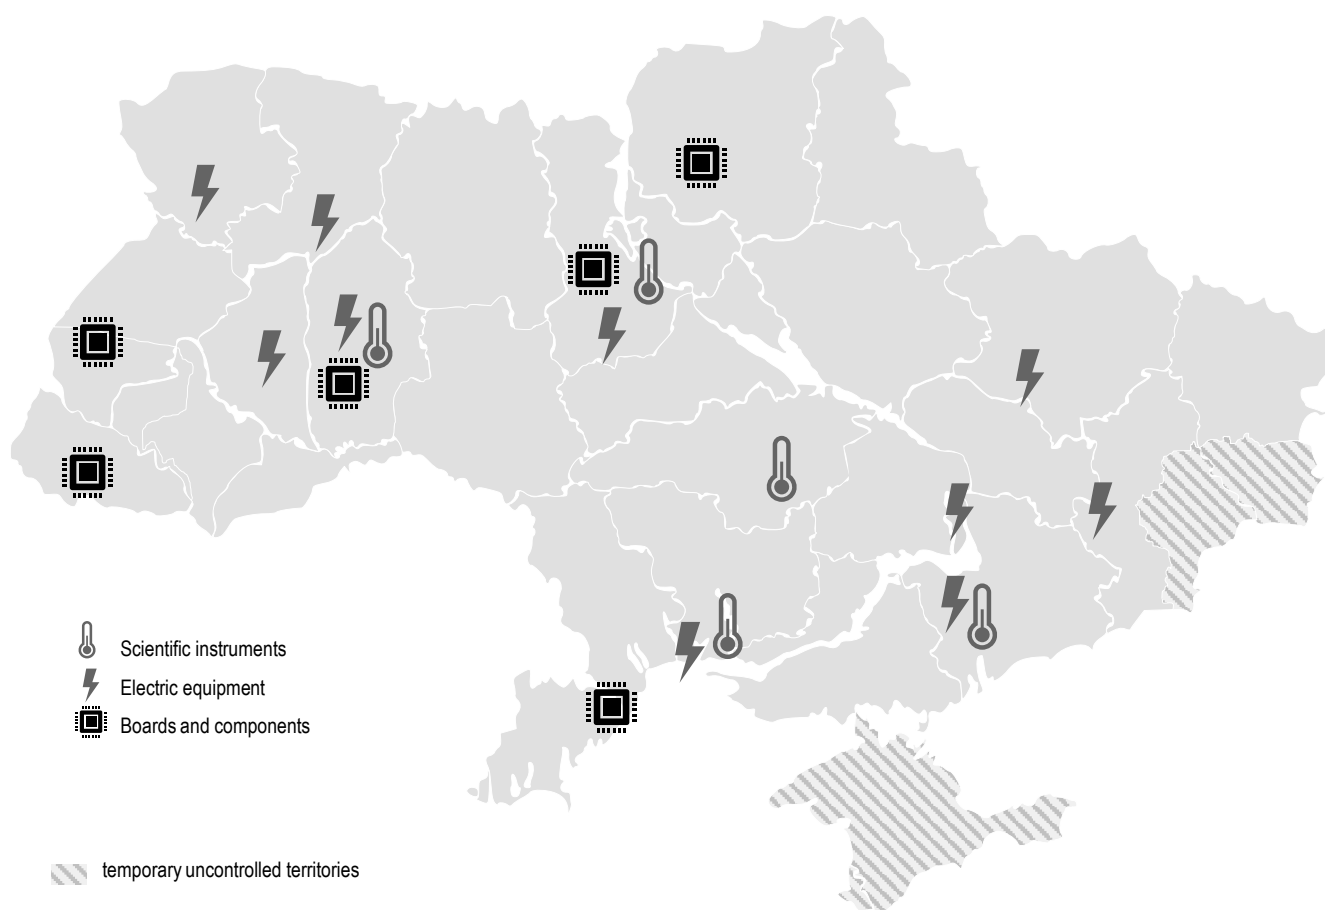 Scientific instruments
Electric equipment
Boards and components
temporary uncontrolled territories